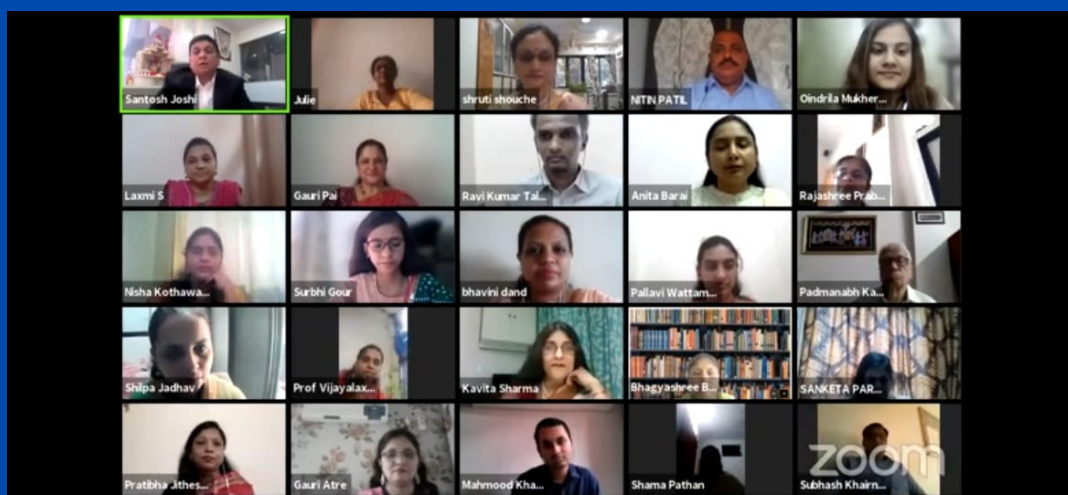 Santosh Joshi
Julie
shruti shouche
NITIN PATIL
Oindrila Mukher...
Laxmi S
Gauri Pai
Ravi Kumar Tal...
Anita Barai
Rajashree Prab...
Nisha Kothawa...
Surbhi Gour
bhavini dand
Pallavi Wattam...
Padmanabh Ka...
Shilpa Jadhav
Prof Vijayalax...
Kavita Sharma
Bhagyashree B...
SANKETA PAR...
Pratibha Jithes...
Gauri Atre
Mahmood Kha...
Shama Pathan
Subhash Khairn...
zoom